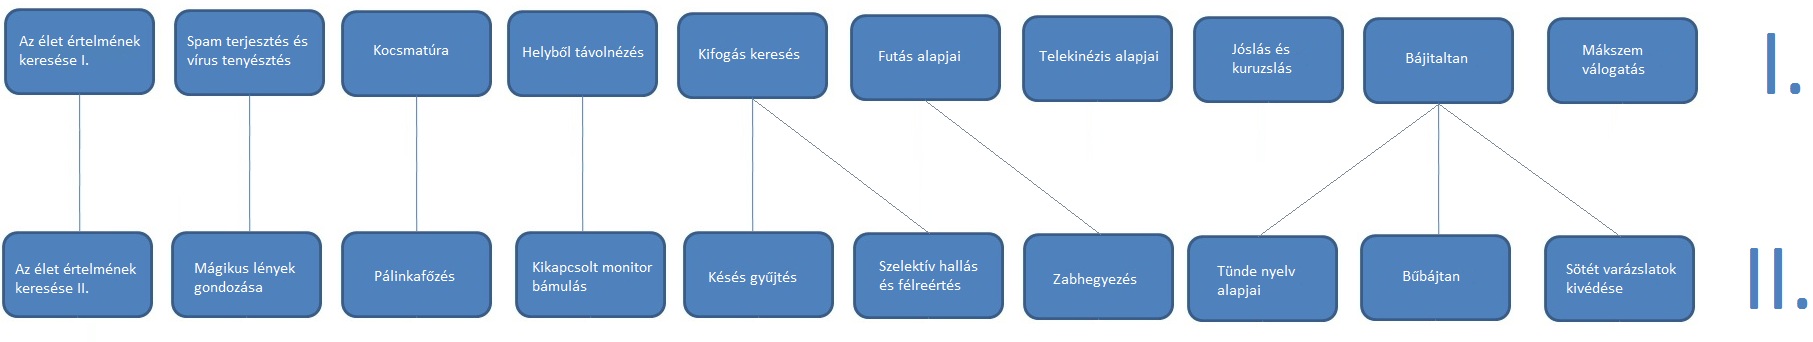 Az élet értelmének
keresése I.
Spam terjesztés és
vírus tenyésztés
Kocsmatúra
Helyből távolnézés
Kifogás keresés
Futás alapjai
Telekinézis alapjai
Jóslás és
kuruzslás
Bájitaltan
Mákszem
válogatás
I.
Az élet értelmének
keresése II.
Mágikus lények
gondozása
Pálinkafőzés
Kikapcsolt monitor
bámulás
Késés gyűjtés
Szelektív hallás
és félreértés
Zabhegyezés
Tünde nyelv
alapjai
Bűbájtan
Sötét varázslatok
kivédése
II.